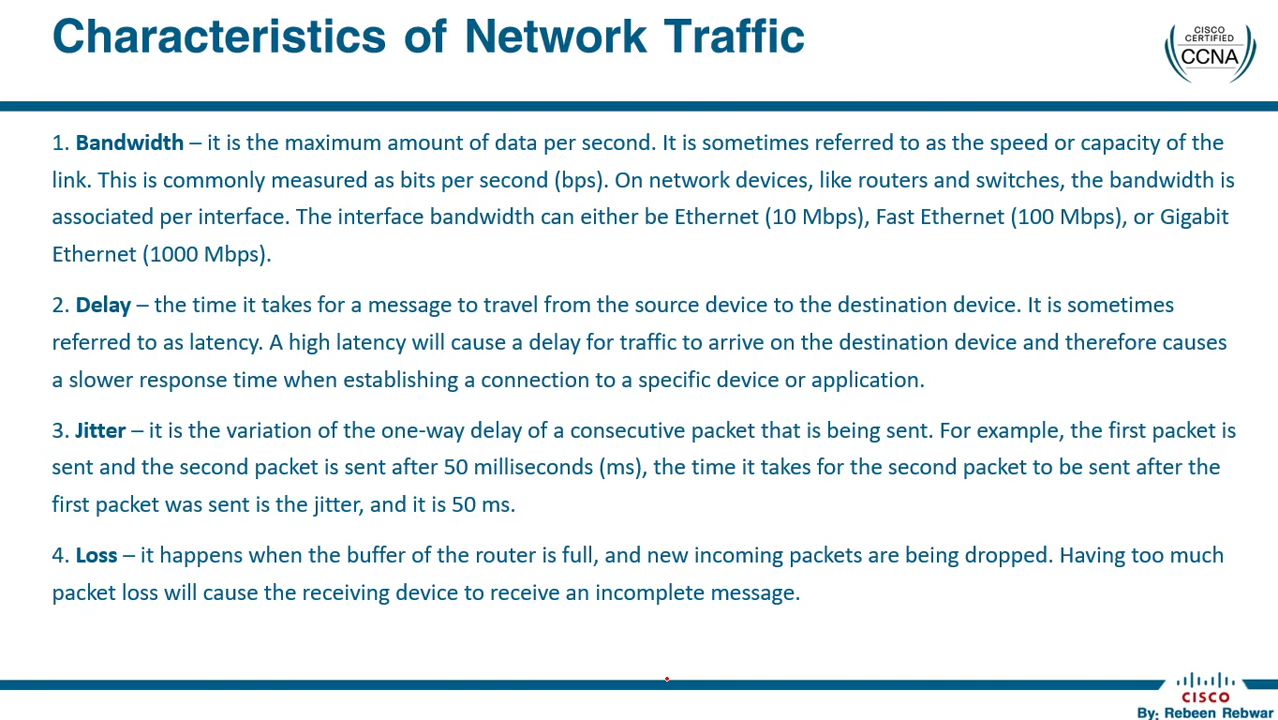 Characteristics of Network Traffic
CISCO
CERTIFIED
CCNA
1. Bandwidth – it is the maximum amount of data per second. It is sometimes referred to as the speed or capacity of the
link. This is commonly measured as bits per second (bps). On network devices, like routers and switches, the bandwidth is
associated per interface. The interface bandwidth can either be Ethernet (10 Mbps), Fast Ethernet (100 Mbps), or Gigabit
Ethernet (1000 Mbps).
2. Delay – the time it takes for a message to travel from the source device to the destination device. It is sometimes
referred to as latency. A high latency will cause a delay for traffic to arrive on the destination device and therefore causes
a slower response time when establishing a connection to a specific device or application.
3. Jitter – it is the variation of the one-way delay of a consecutive packet that is being sent. For example, the first packet is
sent and the second packet is sent after 50 milliseconds (ms), the time it takes for the second packet to be sent after the
first packet was sent is the jitter, and it is 50 ms.
4. Loss – it happens when the buffer of the router is full, and new incoming packets are being dropped. Having too much
packet loss will cause the receiving device to receive an incomplete message.
CISCO
By: Rebeen Rebwar